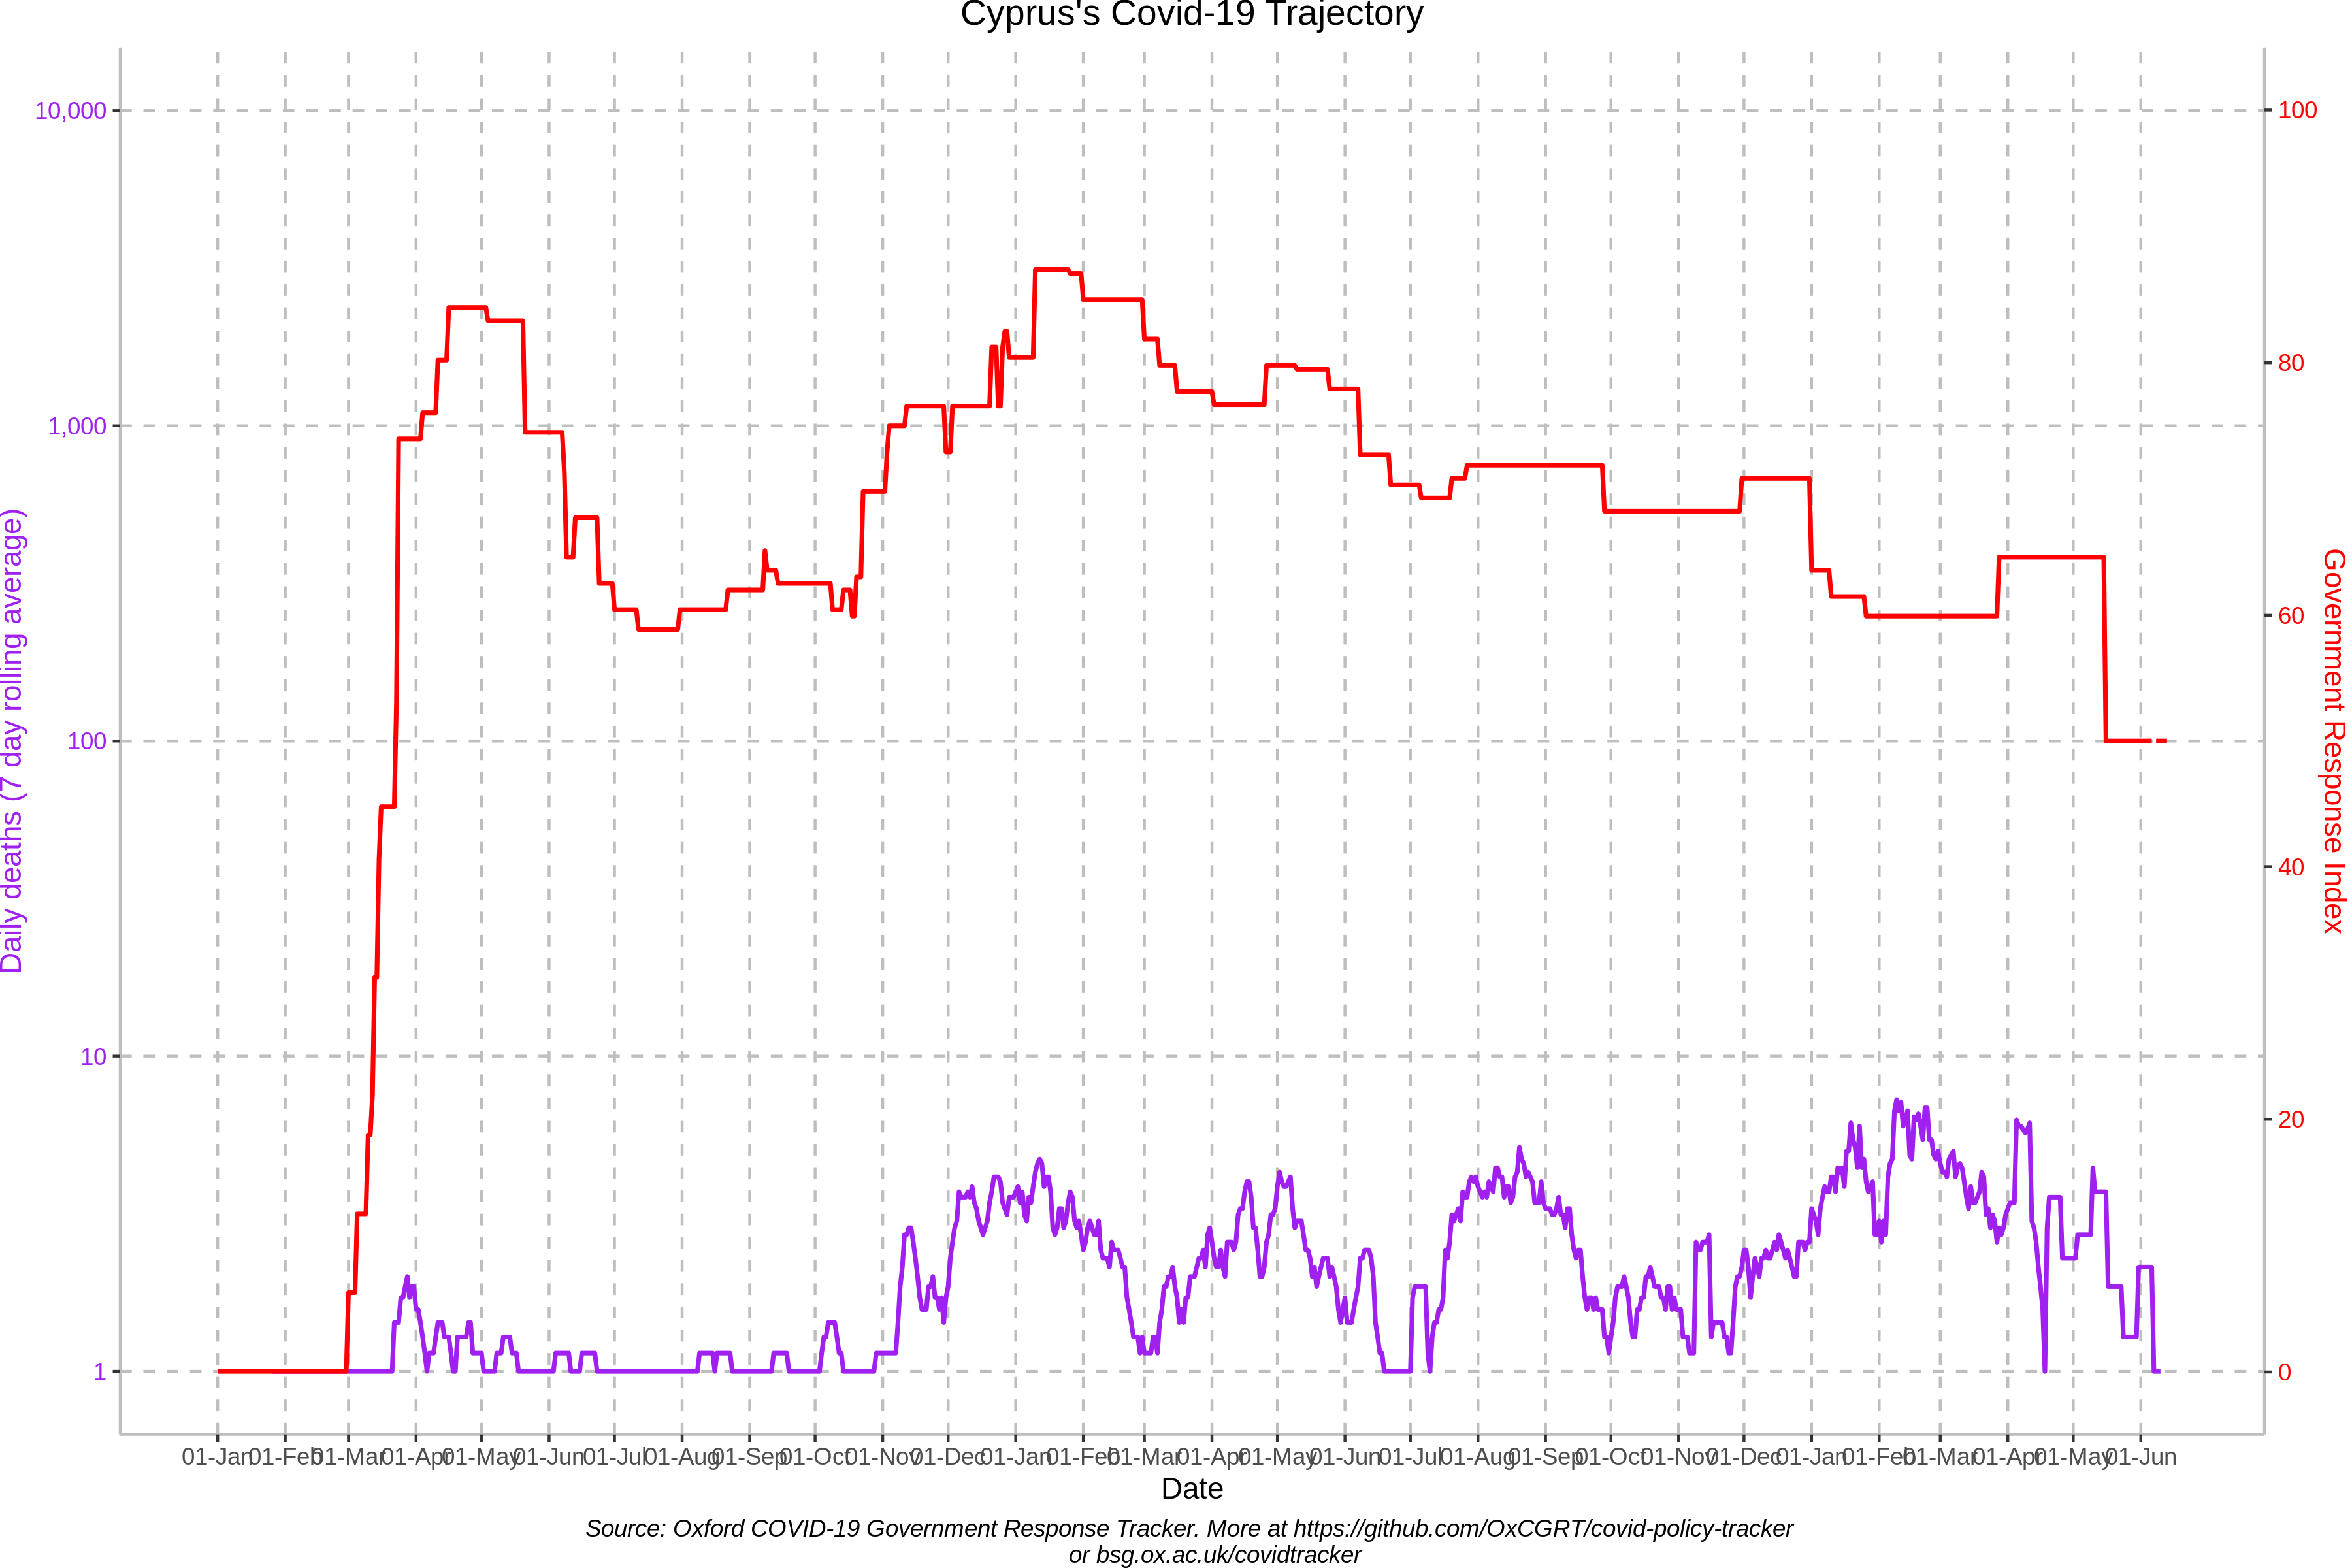 Cyprus's Covid-19 Trajectory
10,000
1,000
100
10
1
Daily deaths (7 day rolling average)
100
80
60
40
20
0
Government Response Index
01-Jan 01-Feb 01-Mar 01-Apr 01-May 01-Jun 01-Jul 01-Aug 01-Sep 01-Oct 01-Nov 01-Dec 01-Jan 01-Feb 01-Mar 01-Apr 01-May 01-Jun 01-Jul 01-Aug 01-Sep 01-Oct 01-Nov 01-Dec 01-Jan 01-Feb 01-Mar 01-Apr 01-May 01-Jun
Date
Source: Oxford COVID-19 Government Response Tracker. More at https://github.com/OxCGRT/covid-policy-tracker
or bsg.ox.ac.uk/covidtracker